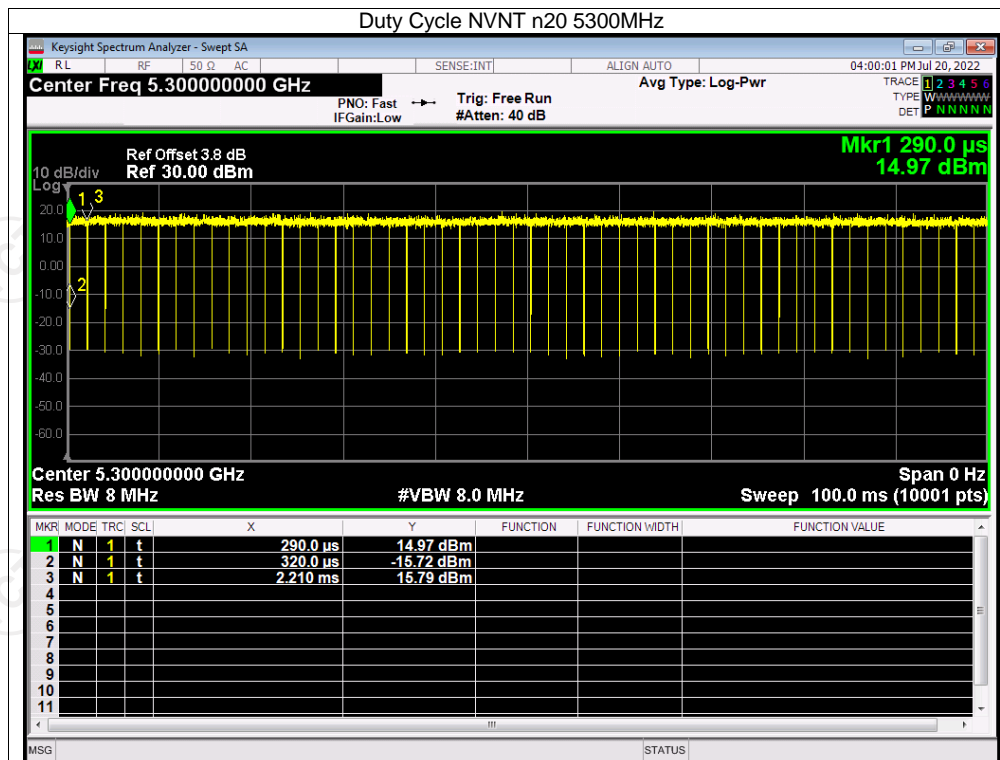 Duty Cycle NVNT n20 5300MHz
Keysight Spectrum Analyzer - Swept SA
LXI RL RF 50 Ω AC SENSE:INT ALIGN AUTO 04:00:01 PM Jul 20, 2022
Center Freq 5.300000000 GHz
PNO: Fast
IFGain:Low
Trig: Free Run
#Atten: 40 dB
Avg Type: Log-Pwr
TRACE 1 2 3 4 5 6
TYPE WWWWWW
DET P N N N N N
Mkr1 290.0 µs
14.97 dBm
Ref Offset 3.8 dB
10 dB/div Ref 30.00 dBm
Log
1 3
20.0
10.0
0.00
2
-10.0
-20.0
-30.0
-40.0
-50.0
-60.0
Center 5.300000000 GHz Span 0 Hz
Res BW 8 MHz #VBW 8.0 MHz Sweep 100.0 ms (10001 pts)
MKR MODE TRC SCL X Y FUNCTION FUNCTION WIDTH FUNCTION VALUE
1 N 1 t 290.0 µs 14.97 dBm
2 N 1 t 320.0 µs -15.72 dBm
3 N 1 t 2.210 ms 15.79 dBm
4
5
6
7
8
9
10
11
MSG STATUS